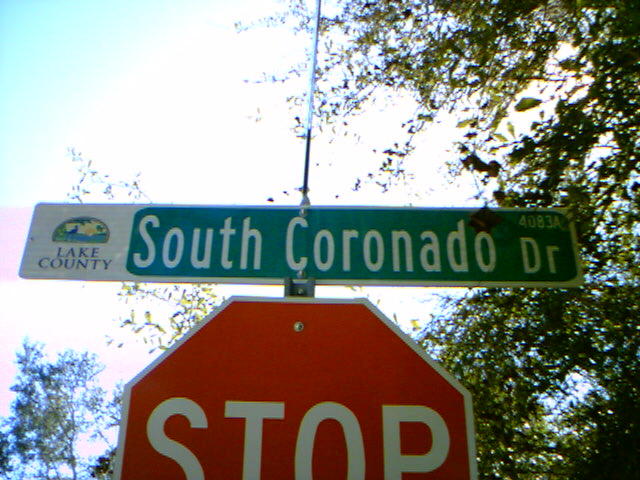 LAKE
COUNTY
South Coronado Dr
4083A
STOP